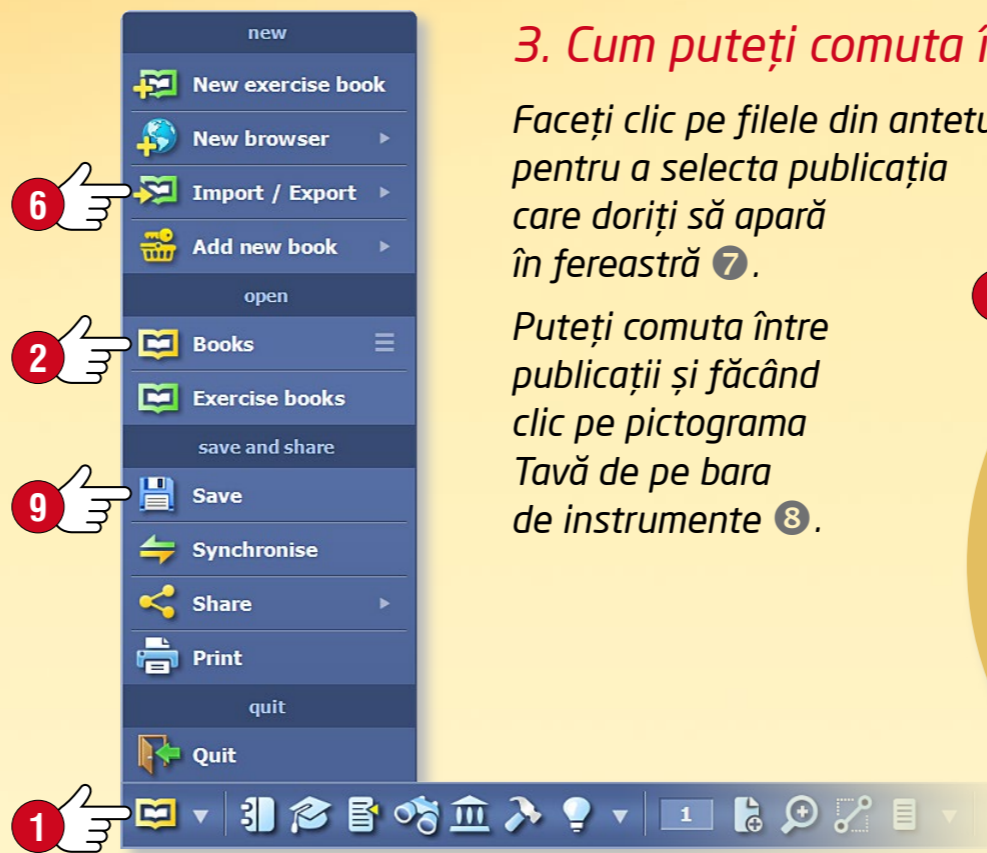 new
New exercise book
New browser
6
Import / Export
Add new book
open
2
Books
Exercise books
save and share
9
Save
Synchronise
Share
Print
quit
Quit
1
1
3. Cum puteți comuta
Faceți clic pe filele din
pentru a selecta publicația
care doriți să apară
în fereastră 7.
Puteți comuta între
publicații și făcând
clic pe pictograma
Tavă de pe bara
de instrumente 8.